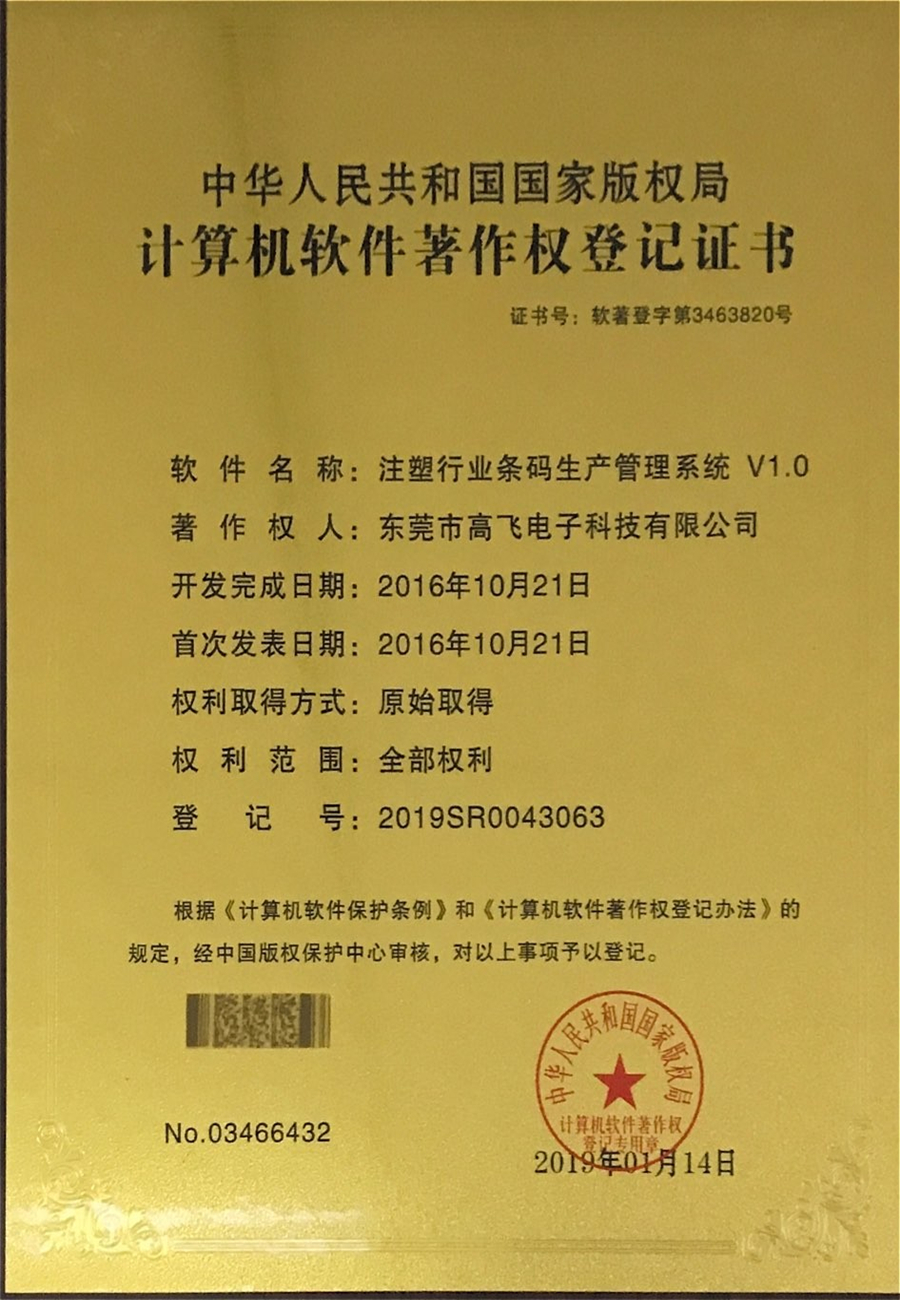 中华人民共和国国家版权局
计算机软件著作权登记证书
证书号：软著登字第3463820号
软件名称：注塑行业条码生产管理系统 V1.0
著作权人：东莞市高飞电子科技有限公司
开发完成日期：2016年10月21日
首次发表日期：2016年10月21日
权利取得方式：原始取得
权利范围：全部权利
登记号：2019SR0043063
根据《计算机软件保护条例》和《计算机软件著作权登记办法》的
规定，经中国版权保护中心审核，对以上事项予以登记。
中华人民共和国国家版权局
计算机软件著作权
登记专用章
No.03466432
2019年01月14日